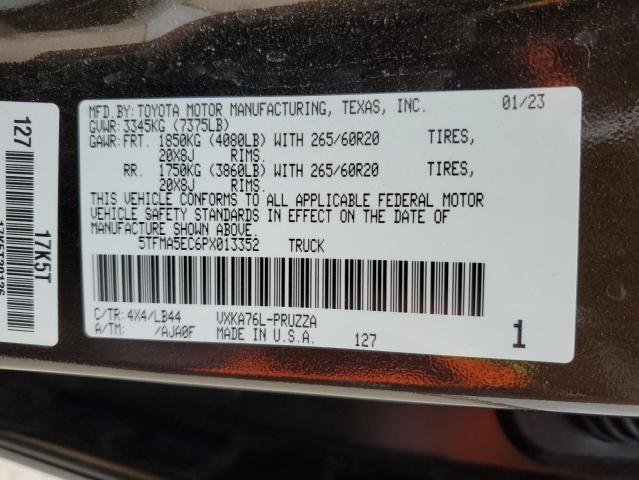 MFD.BY: TOYOTA MOTOR MANUFACTURING, TEXAS, INC. 01/23
GVWR: 3345KG (7375LB)
GAWR: FRT. 1850KG (4080LB) WITH 265/60R20 TIRES,
20X8J RIMS.
RR. 1750KG (3860LB) WITH 265/60R20 TIRES,
20X8J RIMS.
THIS VEHICLE CONFORMS TO ALL APPLICABLE FEDERAL MOTOR
VEHICLE SAFETY STANDARDS IN EFFECT ON THE DATE OF
MANUFACTURE SHOWN ABOVE.
5TFMA5EC6PX013352 TRUCK
C/TR: 4X4/LB44 VXKA76L-PRUZZA
A/TM: /AJA0F MADE IN U.S.A. 127 1
127
17K5T